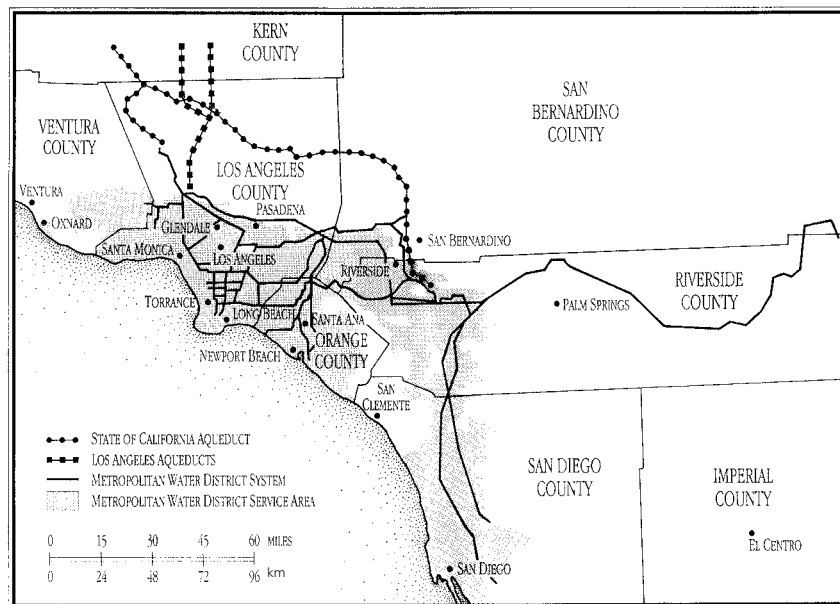 KERN
COUNTY
SAN
BERNARDINO
COUNTY
VENTURA
COUNTY
LOS ANGELES
COUNTY
VENTURA
OXNARD
GLENDALE
PASADENA
SANTA MONICA
LOS ANGELES
SAN BERNARDINO
RIVERSIDE
RIVERSIDE
COUNTY
TORRANCE
LONG BEACH
SANTA ANA
PALM SPRINGS
ORANGE
COUNTY
NEWPORT BEACH
SAN
CLEMENTE
STATE OF CALIFORNIA AQUEDUCT
LOS ANGELES AQUEDUCTS
METROPOLITAN WATER DISTRICT SYSTEM
METROPOLITAN WATER DISTRICT SERVICE AREA
SAN DIEGO
COUNTY
IMPERIAL
COUNTY
0 15 30 45 60 MILES
0 24 48 72 96 km
EL CENTRO
SAN DIEGO